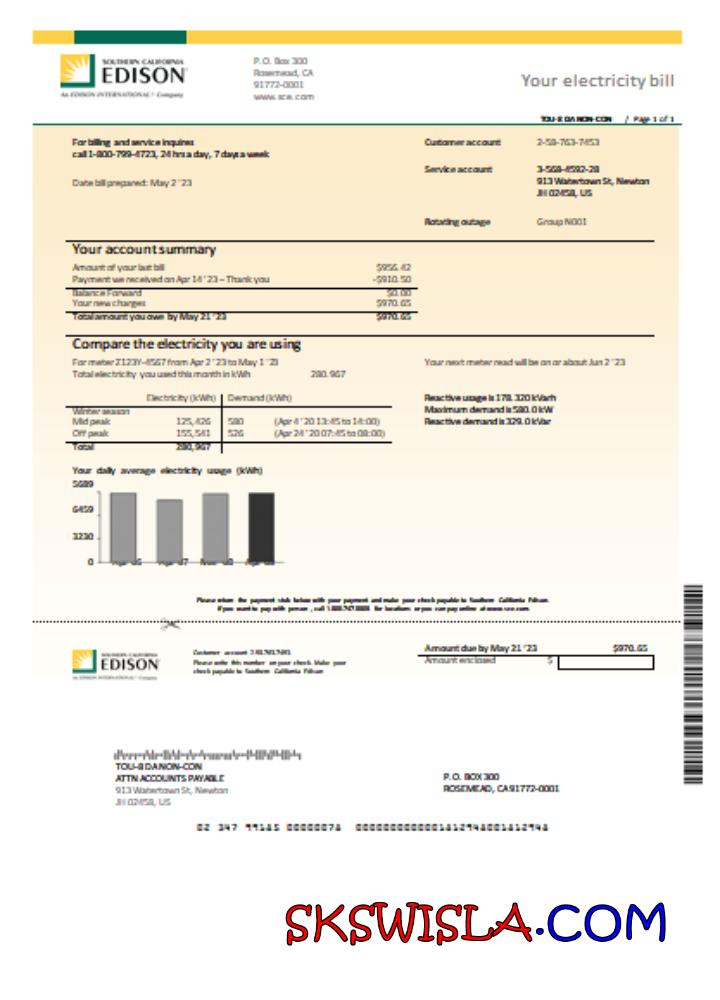 SOUTHERN CALIFORNIA
EDISON
An EDISON INTERNATIONAL® Company
P.O. Box 300
Rosemead, CA
91772-0001
www.sce.com
Your electricity bill
TOU-8 DA NON-CON / Page 1 of 1
For billing and service inquires
call 1-800-799-4723, 24 hrs a day, 7 days a week
Customer account 2-58-763-7453
Service account 3-568-4592-28
913 Watertown St, Newton
JH 02458, US
Date bill prepared: May 2 '23
Rotating outage Group N001
Your account summary
Amount of your last bill $956.42
Payment we received on Apr 14 '23 – Thank you -$910.50
Balance Forward $0.00
Your new charges $970.65
Total amount you owe by May 21 '23 $970.65
Compare the electricity you are using
For meter Z123Y-4567 from Apr 2 '23 to May 1 '23
Your next meter read will be on or about Jun 2 '23
Total electricity you used this month in kWh 280.967
Electricity (kWh) Demand (kWh)
Winter season
Mid peak 125,426 580 (Apr 4 '20 13:45 to 14:00)
Off peak 155,541 526 (Apr 24 '20 07:45 to 08:00)
Total 280,967
Reactive usage is 178.320 kVarh
Maximum demand is 580.0 kW
Reactive demand is 329.0 kVar
Your daily average electricity usage (kWh)
5689
6459
3230
0
Please return the payment stub below with your payment and make your check payable to Southern California Edison.
If you want to pay with person, call 1-800-747-8908 for locations or you can pay online at www.sce.com
SOUTHERN CALIFORNIA
EDISON
An EDISON INTERNATIONAL® Company
Customer account
Please write this number on your check. Make your
check payable to Southern California Edison
Amount due by May 21 '23 $970.65
Amount enclosed $
TOU-8 DA NON-CON
ATTN ACCOUNTS PAYABLE
913 Watertown St, Newton
JH 02458, US
P.O. BOX 300
ROSEMEAD, CA 91772-0001
02 347 99185 00000078 0000000000001812948001812948
SKSWISLA.COM